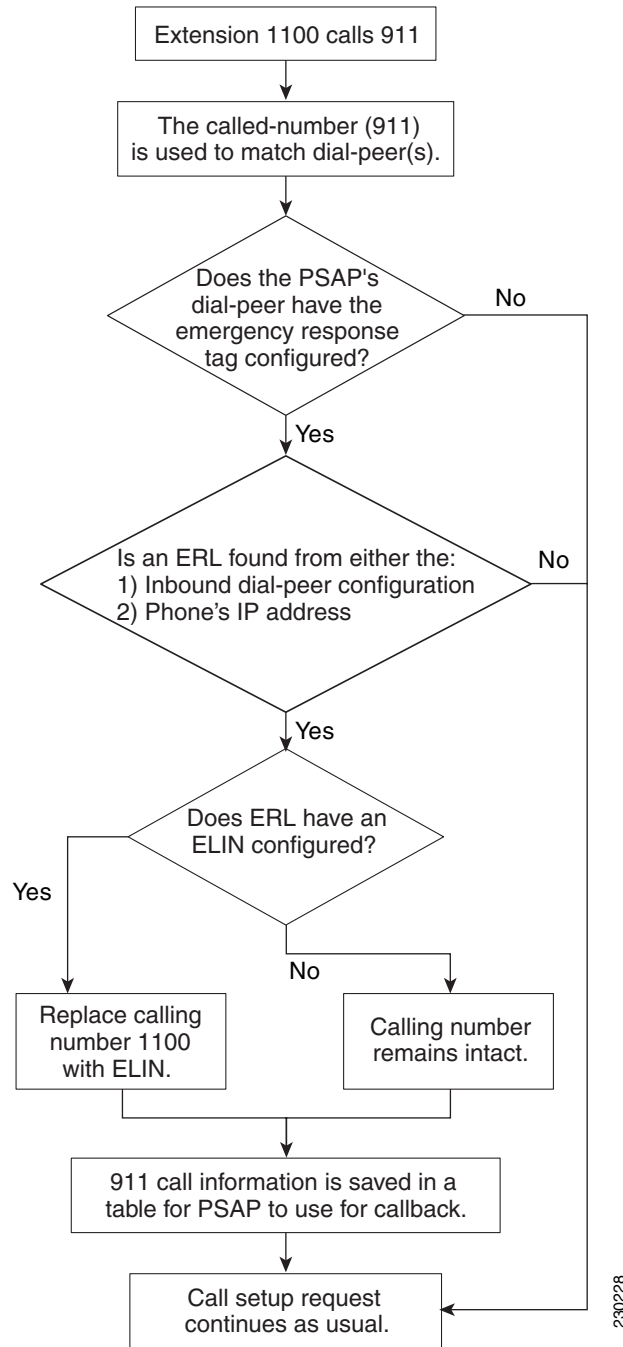 Extension 1100 calls 911
The called-number (911)
is used to match dial-peer(s).
Does the PSAP's
dial-peer have the
emergency response
tag configured?
No
Yes
Is an ERL found from either the:
1) Inbound dial-peer configuration
2) Phone's IP address
No
Yes
Does ERL have an
ELIN configured?
Yes
No
Replace calling
number 1100
with ELIN.
Calling number
remains intact.
911 call information is saved in a
table for PSAP to use for callback.
Call setup request
continues as usual.
230228